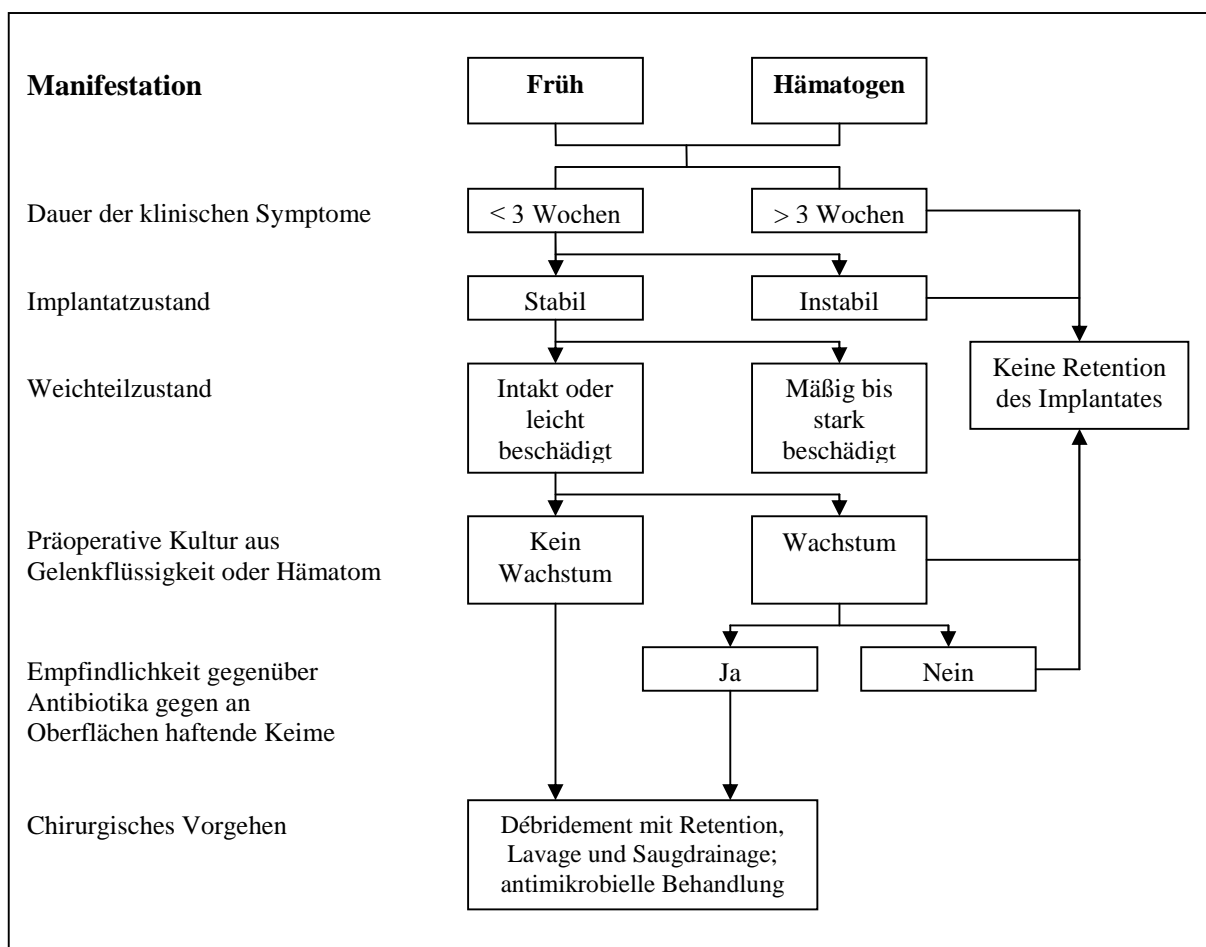 Manifestation
Früh
Hämatogen
Dauer der klinischen Symptome
< 3 Wochen
> 3 Wochen
Implantatzustand
Stabil
Instabil
Keine Retention
des Implantates
Weichteilzustand
Intakt oder
leicht
beschädigt
Mäßig bis
stark
beschädigt
Präoperative Kultur aus
Gelenkflüssigkeit oder Hämatom
Kein
Wachstum
Wachstum
Empfindlichkeit gegenüber
Antibiotika gegen an
Oberflächen haftende Keime
Ja
Nein
Chirurgisches Vorgehen
Débridement mit Retention,
Lavage und Saugdrainage;
antimikrobielle Behandlung